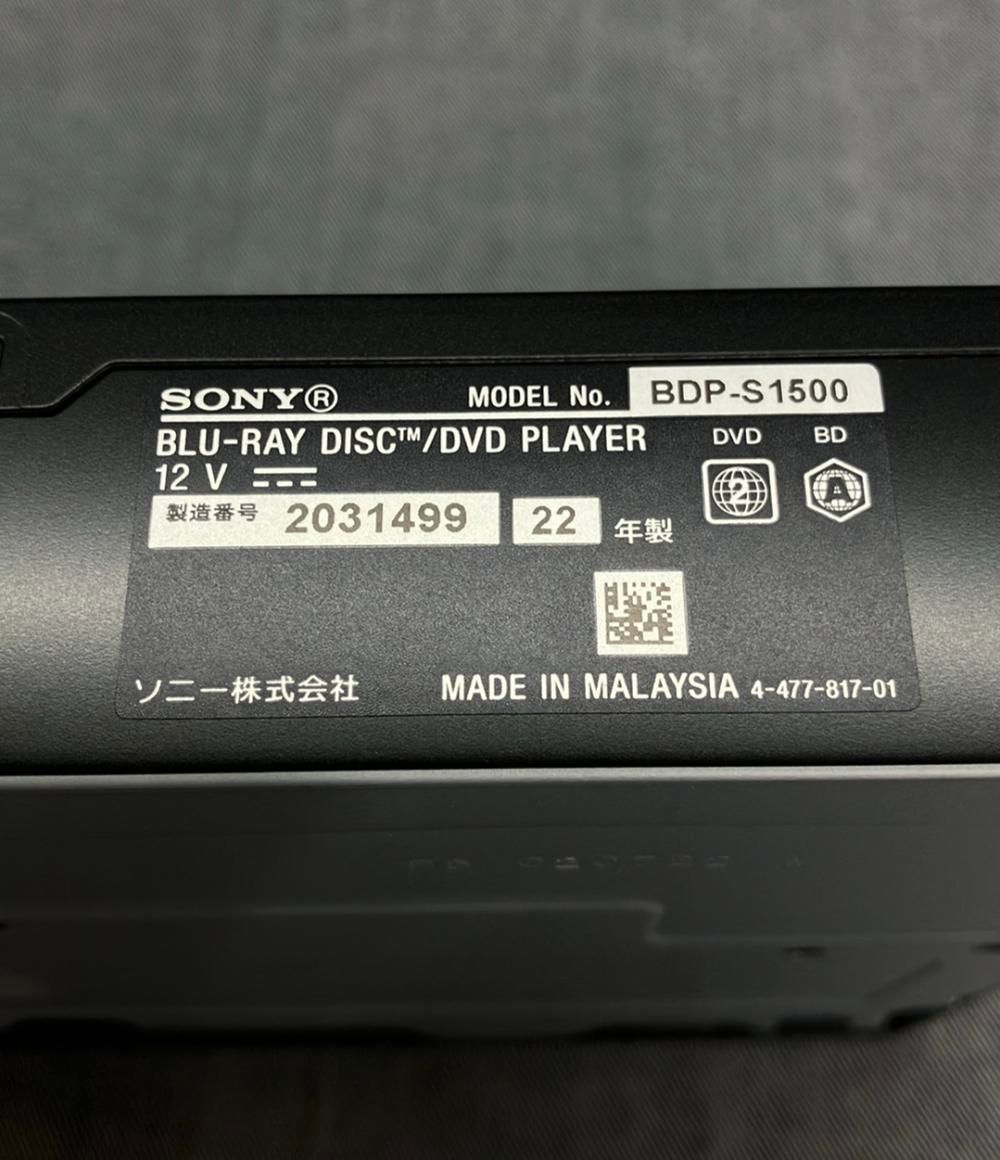 SONY® MODEL No. BDP-S1500
BLU-RAY DISC™/DVD PLAYER DVD BD
12 V 2 A
製造番号 2031499 22 年製
ソニー株式会社 MADE IN MALAYSIA 4-477-817-01